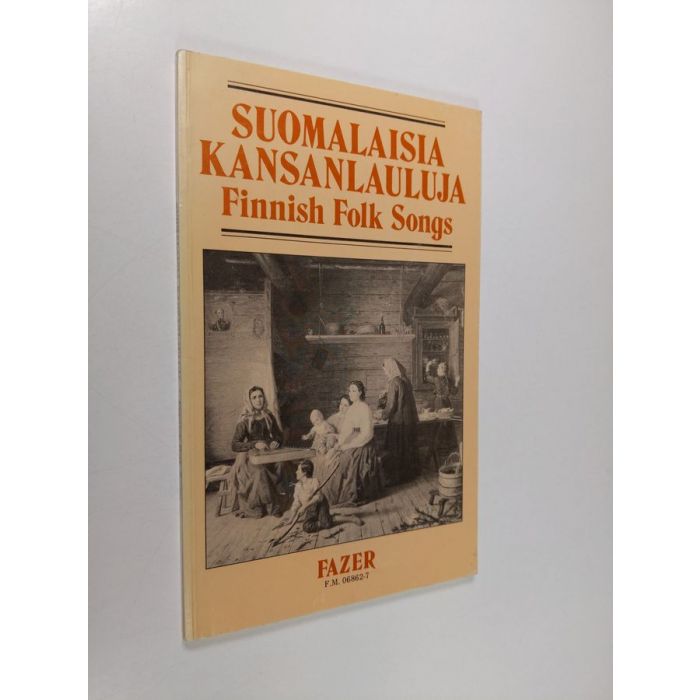 SUOMALAISIA
KANSANLAULUJA
Finnish Folk Songs
FAZER
F.M. 06862-7